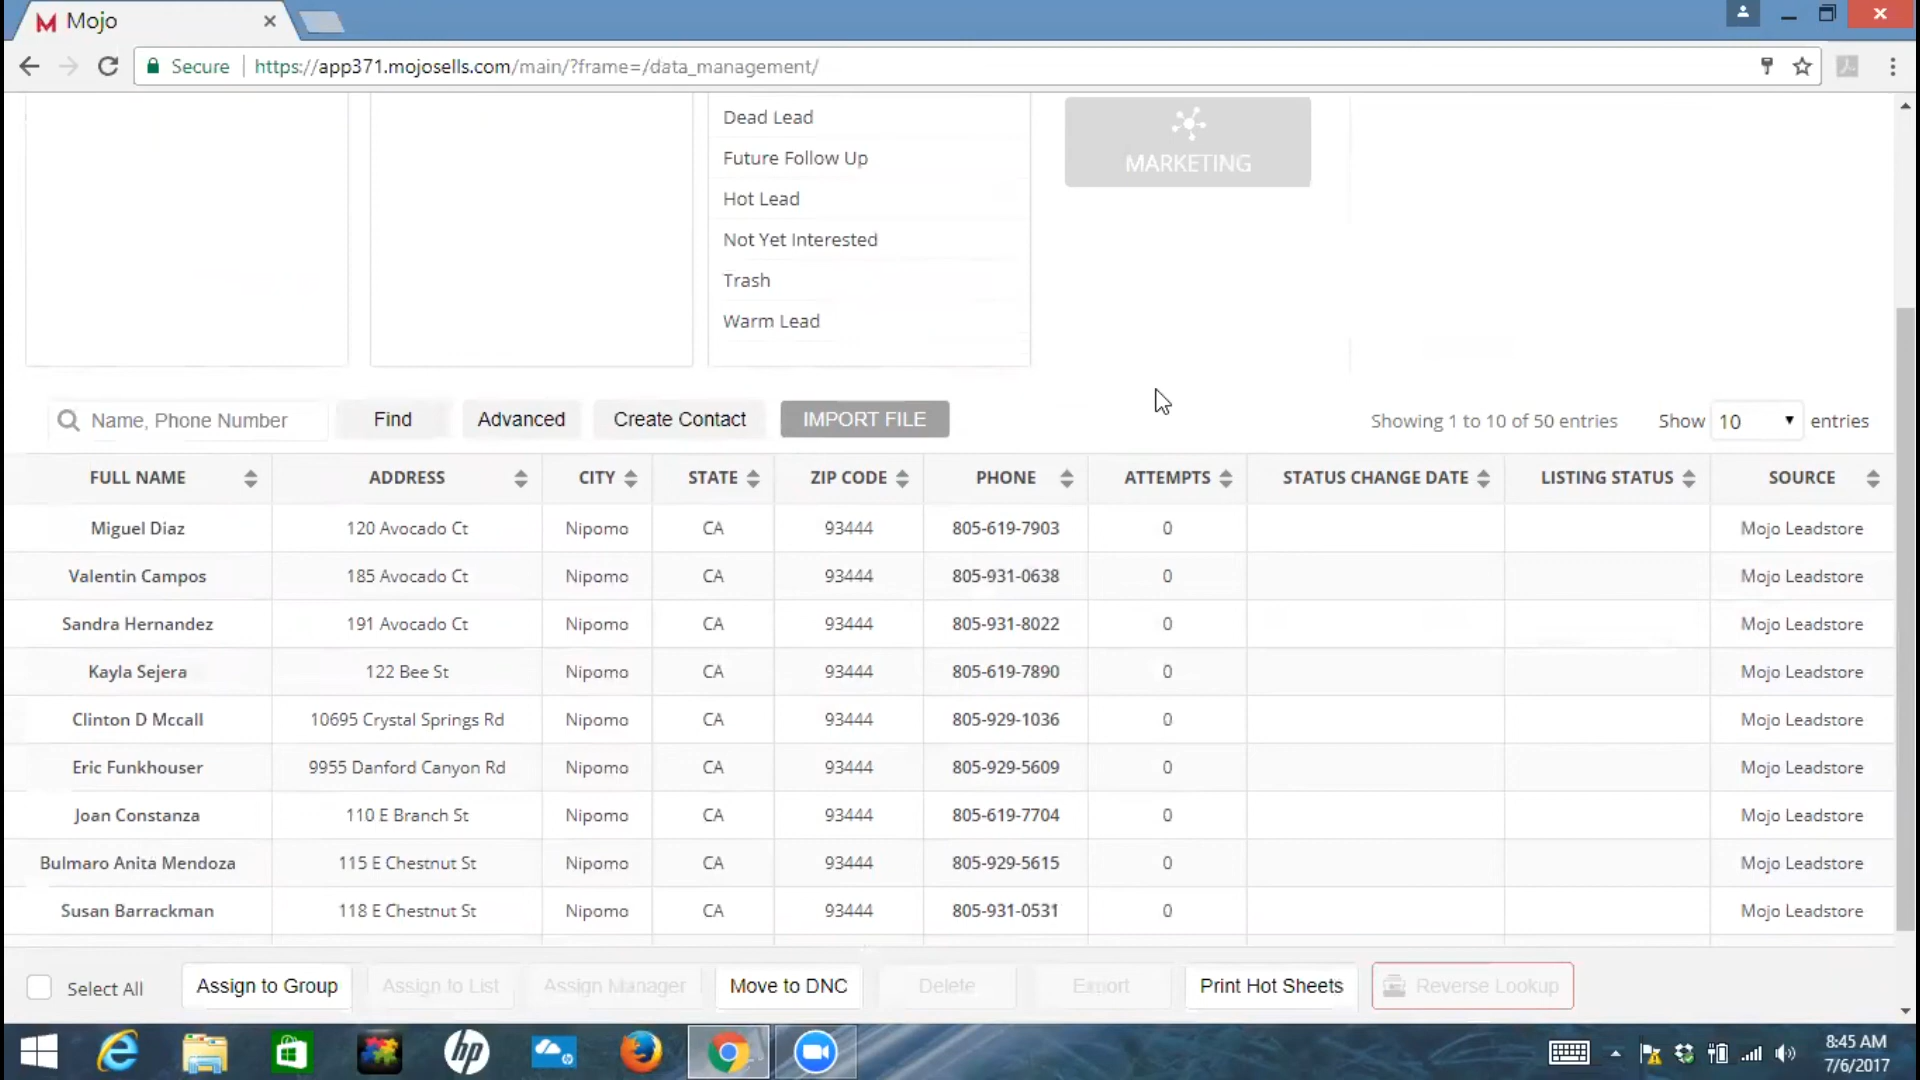 Mojo
Secure https://app371.mojosells.com/main/?frame=/data_management/
Dead Lead
Future Follow Up
Hot Lead
Not Yet Interested
Trash
Warm Lead
MARKETING
Name, Phone Number Find Advanced Create Contact IMPORT FILE Showing 1 to 10 of 50 entries Show 10 entries
FULL NAME ADDRESS CITY STATE ZIP CODE PHONE ATTEMPTS STATUS CHANGE DATE LISTING STATUS SOURCE
Miguel Diaz 120 Avocado Ct Nipomo CA 93444 805-619-7903 0 Mojo Leadstore
Valentin Campos 185 Avocado Ct Nipomo CA 93444 805-931-0638 0 Mojo Leadstore
Sandra Hernandez 191 Avocado Ct Nipomo CA 93444 805-931-8022 0 Mojo Leadstore
Kayla Sejera 122 Bee St Nipomo CA 93444 805-619-7890 0 Mojo Leadstore
Clinton D Mccall 10695 Crystal Springs Rd Nipomo CA 93444 805-929-1036 0 Mojo Leadstore
Eric Funkhouser 9955 Danford Canyon Rd Nipomo CA 93444 805-929-5609 0 Mojo Leadstore
Joan Constanza 110 E Branch St Nipomo CA 93444 805-619-7704 0 Mojo Leadstore
Bulmaro Anita Mendoza 115 E Chestnut St Nipomo CA 93444 805-929-5615 0 Mojo Leadstore
Susan Barrackman 118 E Chestnut St Nipomo CA 93444 805-931-0531 0 Mojo Leadstore
Select All Assign to Group Assign to List Assign Manager Move to DNC Delete Export Print Hot Sheets Reverse Lookup
hp
8:45 AM
7/6/2017